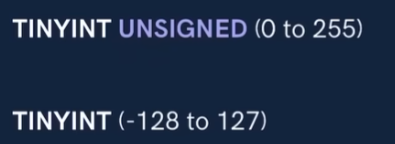 TINYINT UNSIGNED (0 to 255)
TINYINT (-128 to 127)